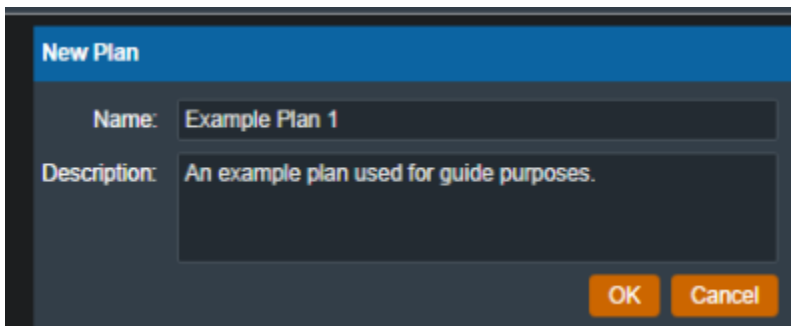 New Plan
Name: Example Plan 1
Description: An example plan used for guide purposes.
OK Cancel